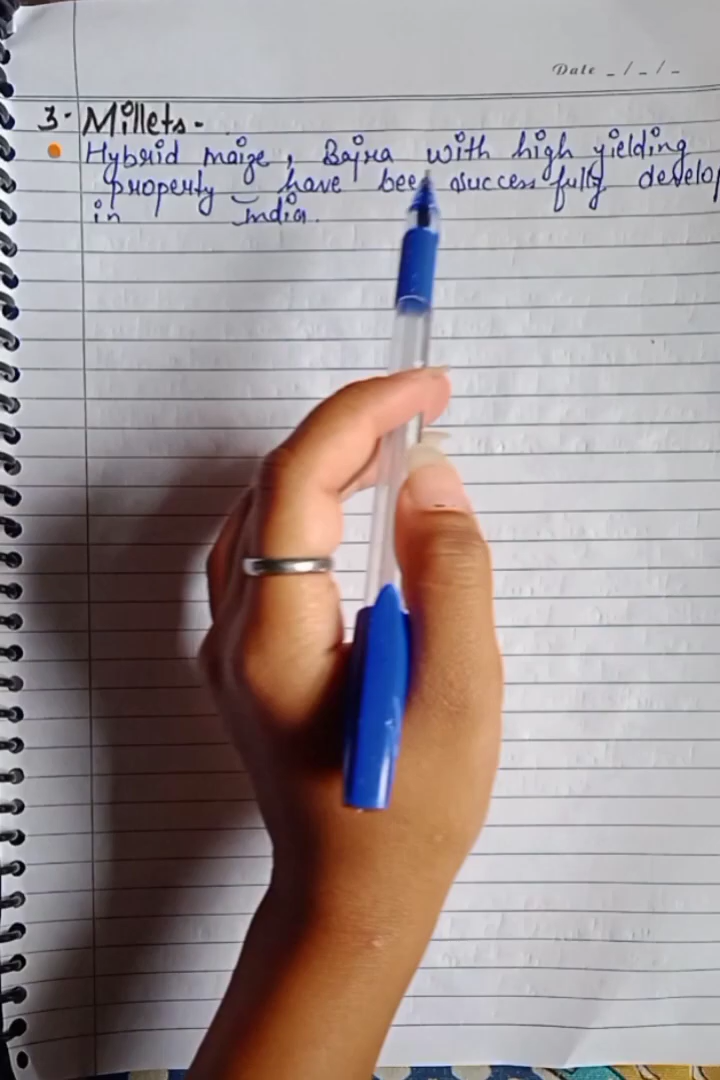 Date _/_/_
3. Millets-
Hybrid maize, Bajra with high yielding
property have been successfully develop
in India.